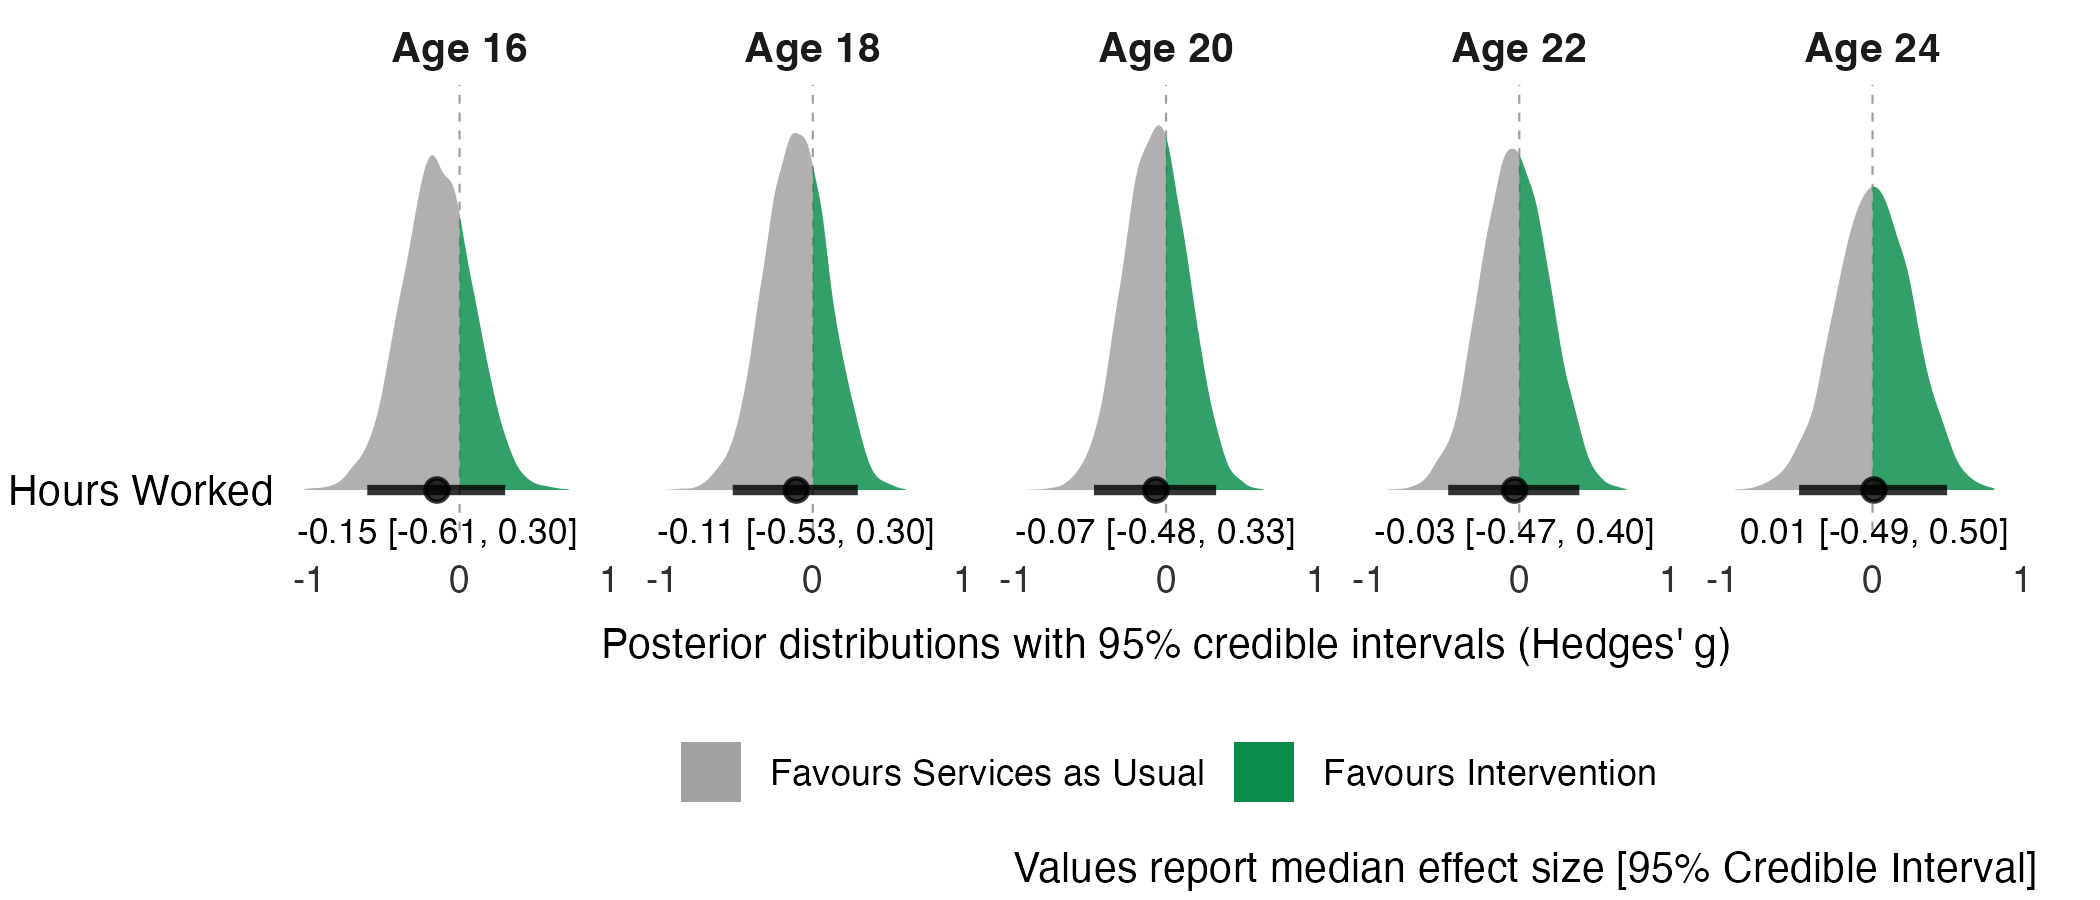 Age 16 Age 18 Age 20 Age 22 Age 24
Hours Worked
-0.15 [-0.61, 0.30] -0.11 [-0.53, 0.30] -0.07 [-0.48, 0.33] -0.03 [-0.47, 0.40] 0.01 [-0.49, 0.50]
-1 0 1 -1 0 1 -1 0 1 -1 0 1 -1 0 1
Posterior distributions with 95% credible intervals (Hedges' g)
Favours Services as Usual Favours Intervention
Values report median effect size [95% Credible Interval]